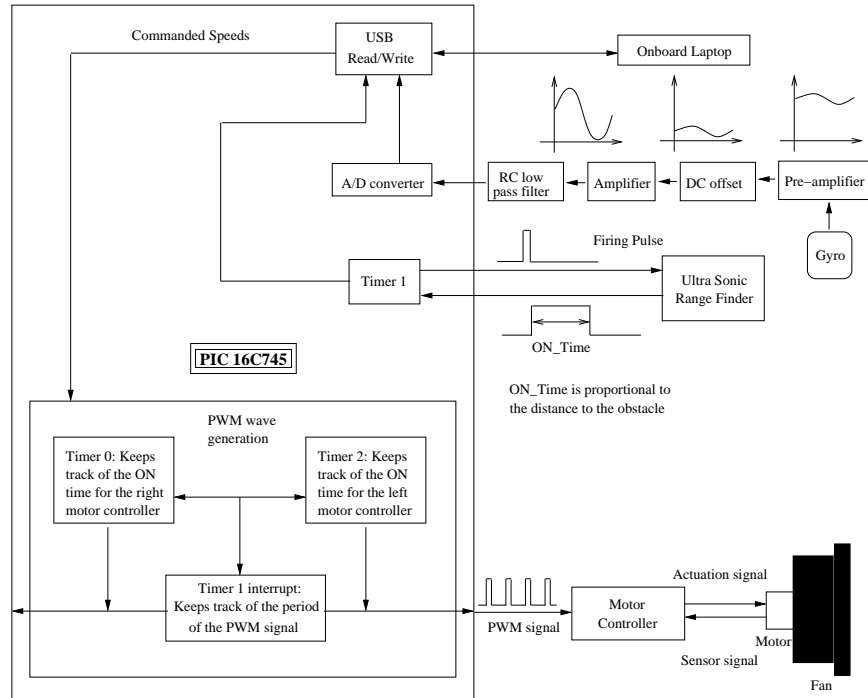 Commanded Speeds
USB
Read/Write
Onboard Laptop
A/D converter
RC low
pass filter
Amplifier
DC offset
Pre−amplifier
Gyro
Firing Pulse
Timer 1
Ultra Sonic
Range Finder
ON_Time
PIC 16C745
ON_Time is proportional to
the distance to the obstacle
PWM wave
generation
Timer 0: Keeps
track of the ON
time for the right
motor controller
Timer 2: Keeps
track of the ON
time for the left
motor controller
Timer 1 interrupt:
Keeps track of the period
of the PWM signal
PWM signal
Motor
Controller
Actuation signal
Sensor signal
Motor
Fan